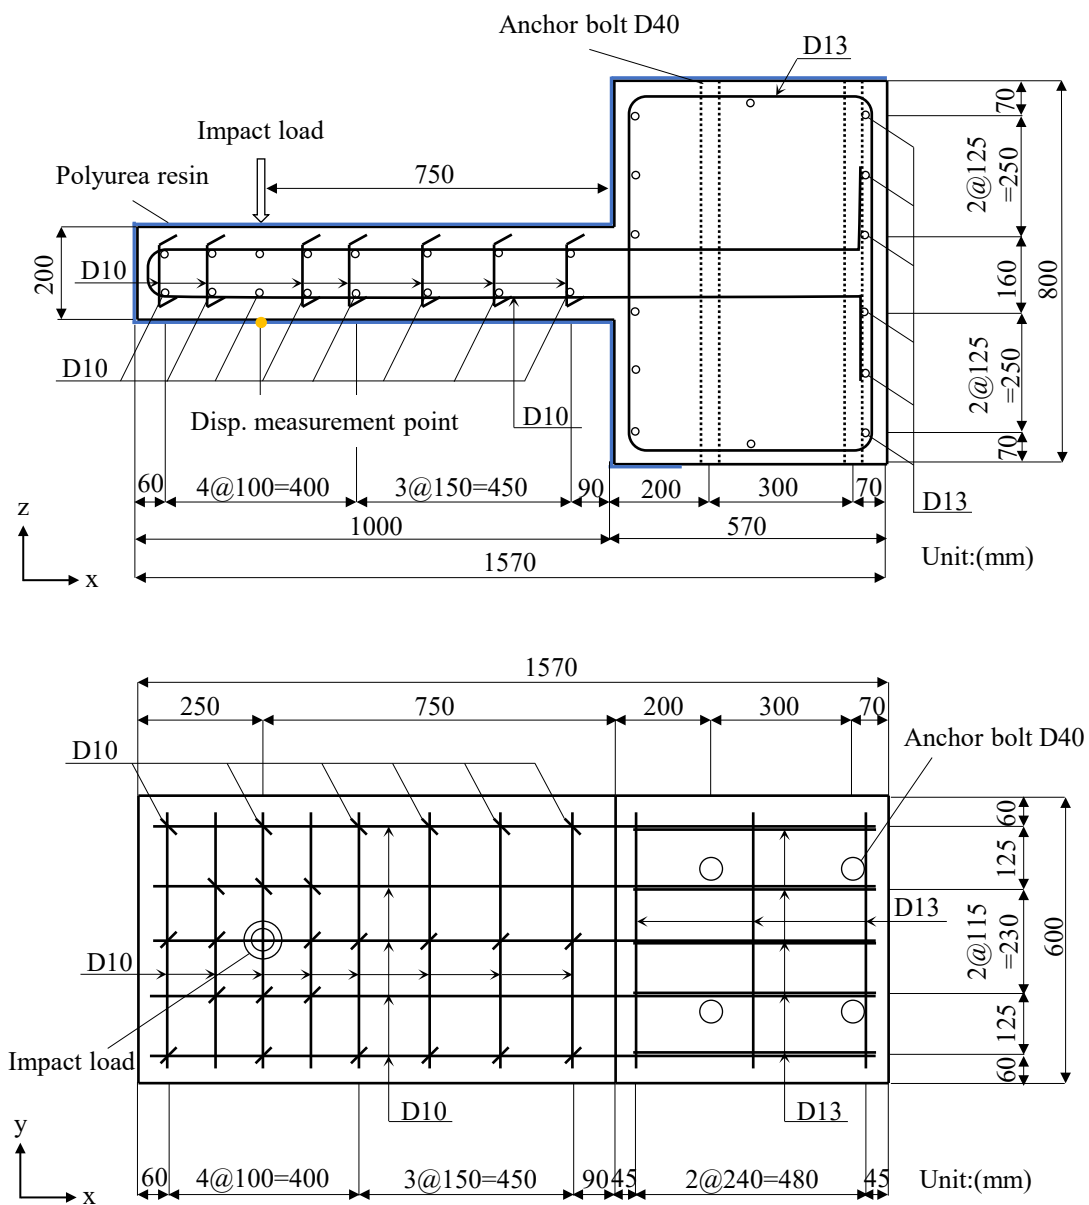 Anchor bolt D40
D13
Impact load
750
Polyurea resin
70
2@125
=250
D10
200
160
800
D10
2@125
=250
Disp. measurement point
D10
70
60
4@100=400
3@150=450
90
200
300
70
D13
z
1000
570
Unit:(mm)
1570
x
1570
250
750
200
300
70
Anchor bolt D40
D10
60
125
D13
2@115
=230
600
D10
125
Impact load
60
D10
D13
y
60
4@100=400
3@150=450
90
45
2@240=480
45
Unit:(mm)
x